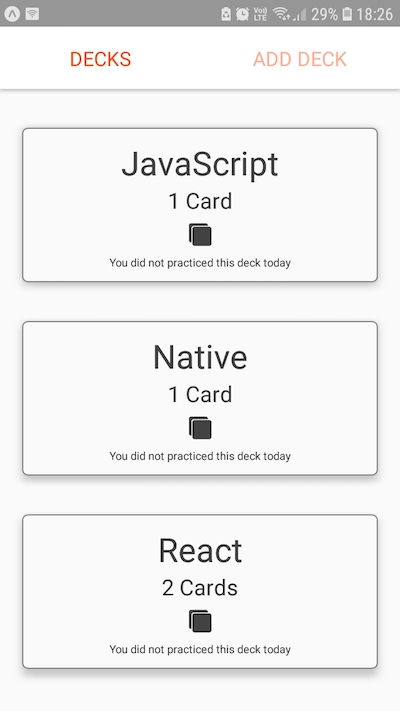 Vo)) LTE 29% 18:26
DECKS ADD DECK
JavaScript
1 Card
You did not practiced this deck today
Native
1 Card
You did not practiced this deck today
React
2 Cards
You did not practiced this deck today